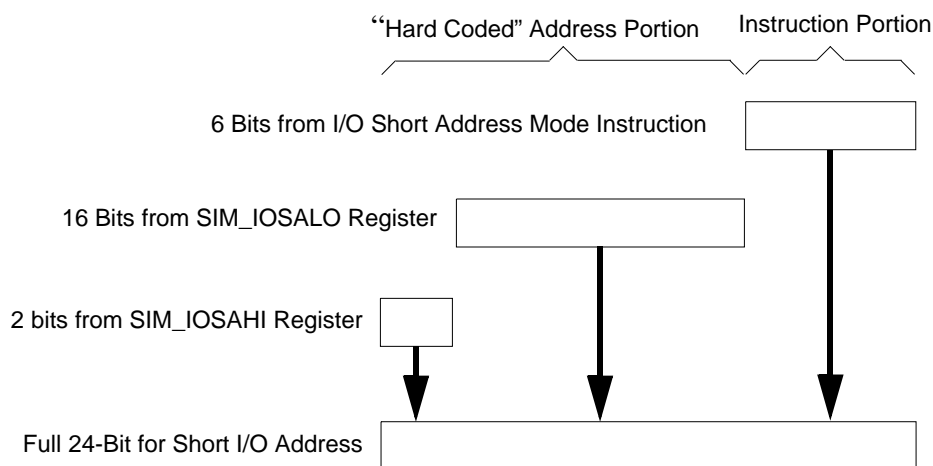 “Hard Coded” Address Portion
Instruction Portion
6 Bits from I/O Short Address Mode Instruction
16 Bits from SIM_IOSALO Register
2 bits from SIM_IOSAHI Register
Full 24-Bit for Short I/O Address